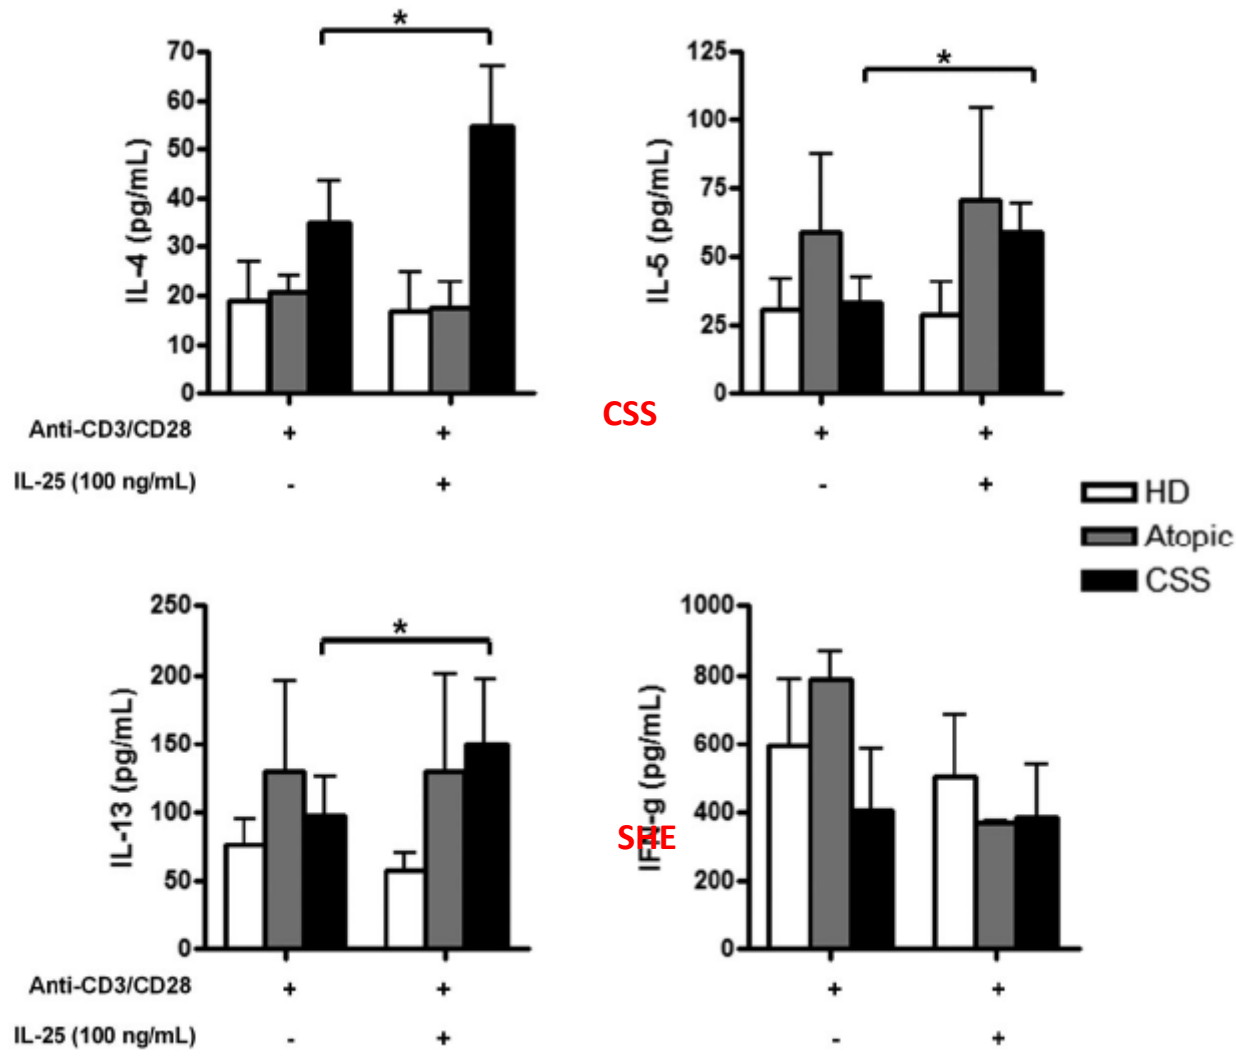 *
70
60
50
40
30
20
10
0
IL-4 (pg/mL)
*
125
100
75
50
25
0
IL-5 (pg/mL)
CSS
Anti-CD3/CD28 + + + +
IL-25 (100 ng/mL) - + - +
HD
Atopic
CSS
*
250
200
150
100
50
0
IL-13 (pg/mL)
1000
800
600
400
200
0
IFN-g (pg/mL)
SHE
Anti-CD3/CD28 + + + +
IL-25 (100 ng/mL) - + - +